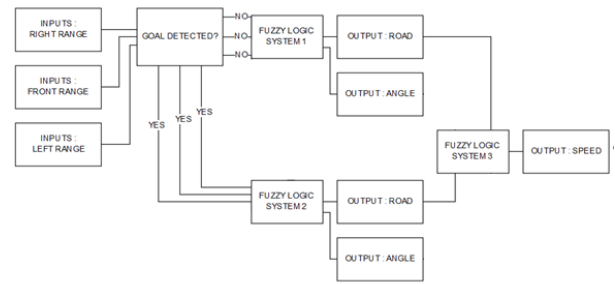 INPUTS :
RIGHT RANGE
INPUTS :
FRONT RANGE
INPUTS :
LEFT RANGE
GOAL DETECTED?
NO
NO
NO
YES
YES
YES
FUZZY LOGIC
SYSTEM 1
OUTPUT : ROAD
OUTPUT : ANGLE
FUZZY LOGIC
SYSTEM 2
OUTPUT : ROAD
OUTPUT : ANGLE
FUZZY LOGIC
SYSTEM 3
OUTPUT : SPEED